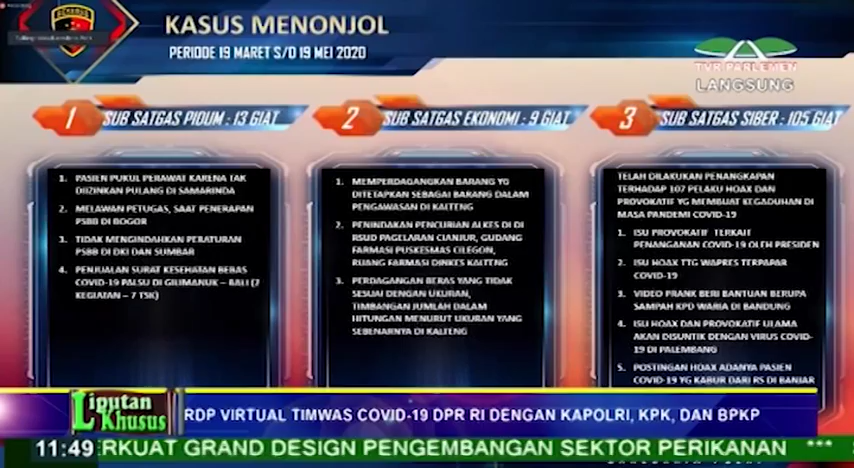 KASUS MENONJOL
PERIODE 19 MARET S/D 19 MEI 2020
TVR PARLEMEN
LANGSUNG
1 SUB SATGAS PIDUM : 13 GIAT
1. PASIEN PUKUL PERAWAT KARENA TAK
DIIZINKAN PULANG DI SAMARINDA
2. MELAWAN PETUGAS, SAAT PENERAPAN
PSBB DI BOGOR
3. TIDAK MENGINDAHKAN PERATURAN
PSBB DI DKI DAN SUMBAR
4. PENJUALAN SURAT KESEHATAN BEBAS
COVID-19 PALSU DI GILIMANUK – BALI (7
KEGIATAN – 7 TSK)
2 SUB SATGAS EKONOMI : 9 GIAT
1. MEMPERDAGANGKAN BARANG YG
DITETAPKAN SEBAGAI BARANG DALAM
PENGAWASAN DI KALTENG
2. PENINDAKAN PENCURIAN ALKES DI DI
RSUD PAGELARAN CIANJUR, GUDANG
FARMASI PUSKESMAS CILEGON,
RUANG FARMASI DINKES KALTENG
3. PERDAGANGAN BERAS YANG TIDAK
SESUAI DENGAN UKURAN,
TIMBANGAN JUMLAH DALAM
HITUNGAN MENURUT UKURAN YANG
SEBENARNYA DI KALTENG
3 SUB SATGAS SIBER : 105 GIAT
TELAH DILAKUKAN PENANGKAPAN
TERHADAP 107 PELAKU HOAX DAN
PROVOKATIF YG MEMBUAT KEGADUHAN DI
MASA PANDEMI COVID-19
1. ISU PROVOKATIF TERKAIT
PENANGANAN COVID-19 OLEH PRESIDEN
2. ISU HOAX TTG WAPRES TERPAPAR
COVID-19
3. VIDEO PRANK BERI BANTUAN BERUPA
SAMPAH KPD WARIA DI BANDUNG
4. ISU HOAX DAN PROVOKATIF ULAMA
AKAN DISUNTIK DENGAN VIRUS COVID-
19 DI PALEMBANG
5. POSTINGAN HOAX ADANYA PASIEN
COVID-19 YG KABUR DARI RS DI BANJAR
Liputan
Khusus
RDP VIRTUAL TIMWAS COVID-19 DPR RI DENGAN KAPOLRI, KPK, DAN BPKP
11:49 ERKUAT GRAND DESIGN PENGEMBANGAN SEKTOR PERIKANAN ***